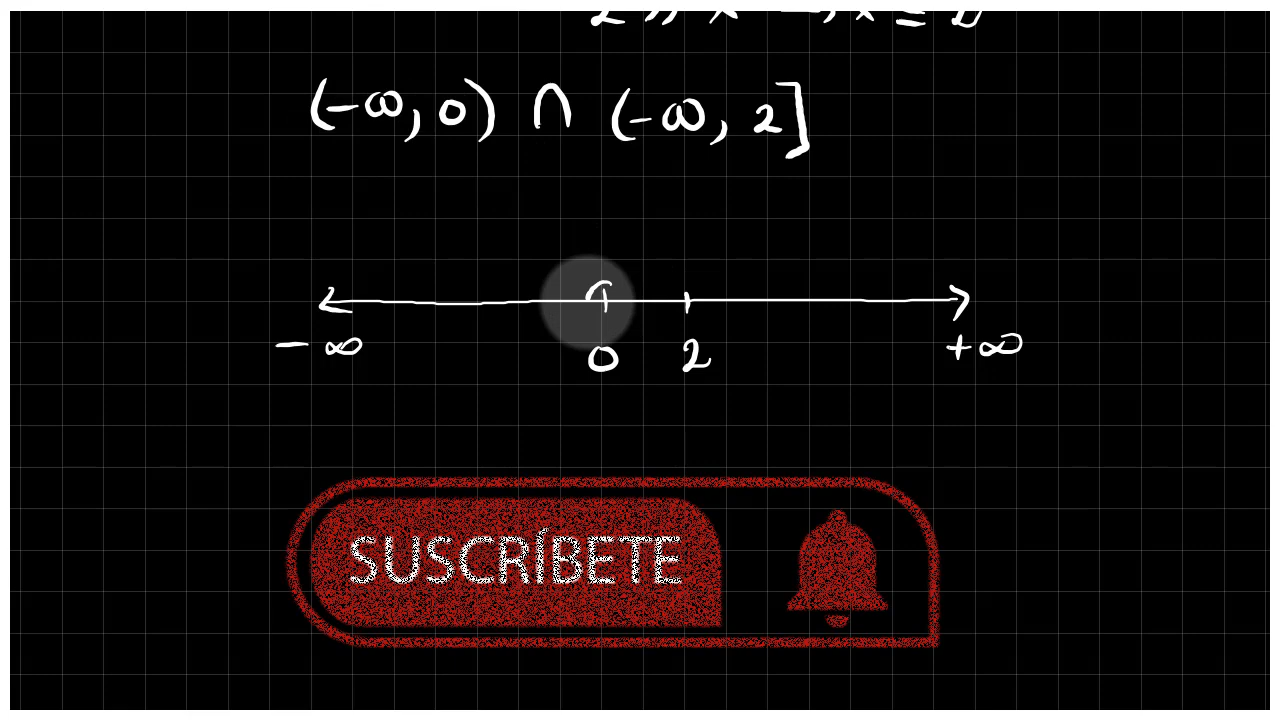 (-∞, 0) ∩ (-∞, 2]
-∞ 0 2 +∞
SUSCRÍBETE